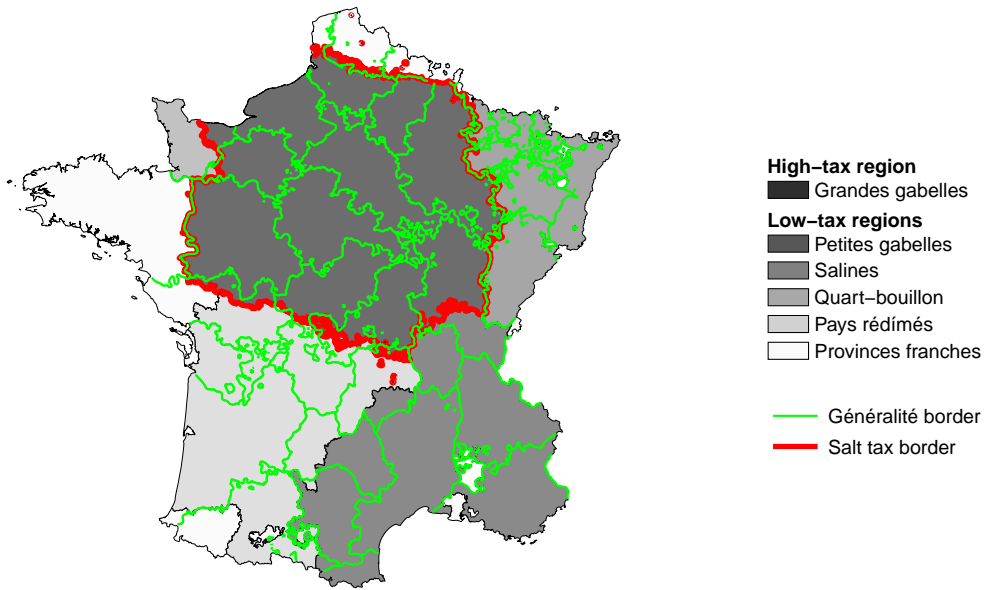 High–tax region
Grandes gabelles
Low–tax regions
Petites gabelles
Salines
Quart–bouillon
Pays rédímés
Provinces franches
Généralité border
Salt tax border